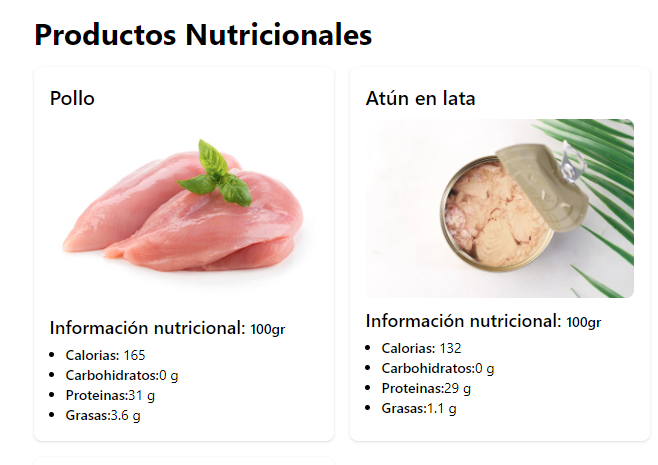 Productos Nutricionales
Pollo
Información nutricional: 100gr
Calorias: 165
Carbohidratos:0 g
Proteinas:31 g
Grasas:3.6 g
Atún en lata
Información nutricional: 100gr
Calorias: 132
Carbohidratos:0 g
Proteinas:29 g
Grasas:1.1 g